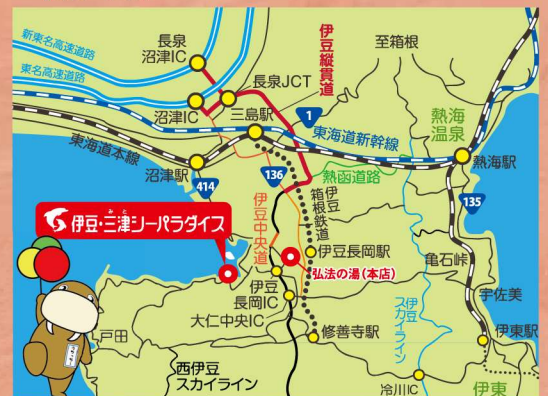 新東名高速道路
長泉
沼津IC
東名高速道路
沼津IC
長泉JCT
三島駅
伊豆縦貫道
至箱根
1
東海道新幹線
熱海
温泉
熱海駅
東海道本線
沼津駅
414
136
熱函道路
135
伊豆・三津シーパラダイス
み と
伊豆中央道
伊豆
箱根鉄道
伊豆長岡駅
弘法の湯(本店)
亀石峠
宇佐美
伊豆
長岡IC
大仁中央IC
伊豆
スカイライン
伊東駅
戸田
修善寺駅
西伊豆
スカイライン
冷川IC
伊東